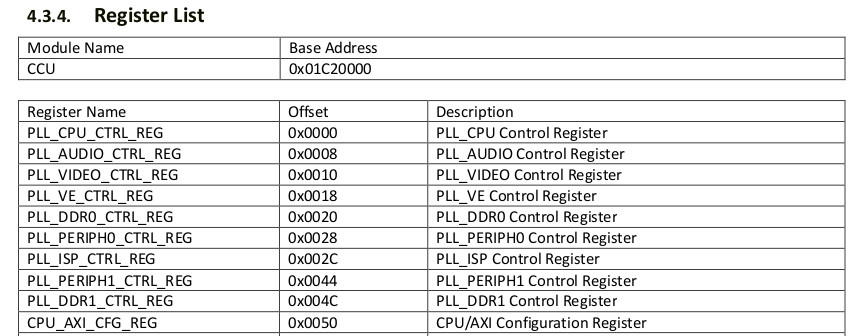 4.3.4. Register List
Module Name Base Address
CCU 0x01C20000
Register Name Offset Description
PLL_CPU_CTRL_REG 0x0000 PLL_CPU Control Register
PLL_AUDIO_CTRL_REG 0x0008 PLL_AUDIO Control Register
PLL_VIDEO_CTRL_REG 0x0010 PLL_VIDEO Control Register
PLL_VE_CTRL_REG 0x0018 PLL_VE Control Register
PLL_DDR0_CTRL_REG 0x0020 PLL_DDR0 Control Register
PLL_PERIPH0_CTRL_REG 0x0028 PLL_PERIPH0 Control Register
PLL_ISP_CTRL_REG 0x002C PLL_ISP Control Register
PLL_PERIPH1_CTRL_REG 0x0044 PLL_PERIPH1 Control Register
PLL_DDR1_CTRL_REG 0x004C PLL_DDR1 Control Register
CPU_AXI_CFG_REG 0x0050 CPU/AXI Configuration Register